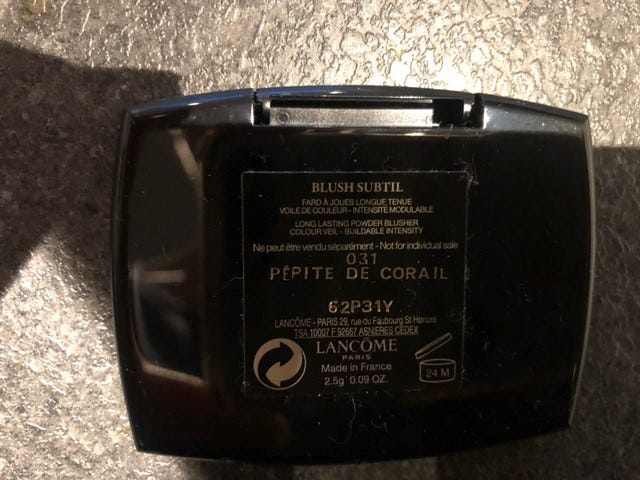 BLUSH SUBTIL
FARD À JOUES LONGUE TENUE
VOILE DE COULEUR - INTENSITÉ MODULABLE
LONG LASTING POWDER BLUSHER
COLOUR VEIL - BUILDABLE INTENSITY
Ne peut être vendu séparément - Not for individual sale
031
PÉPITE DE CORAIL
62P31Y
LANCÔME - PARIS 29, rue du Faubourg St Honoré
TSA 10007 F 92667 ASNIERES CEDEX
LANCÔME
PARIS
Made in France
2.5g 0.09 OZ.
24 M